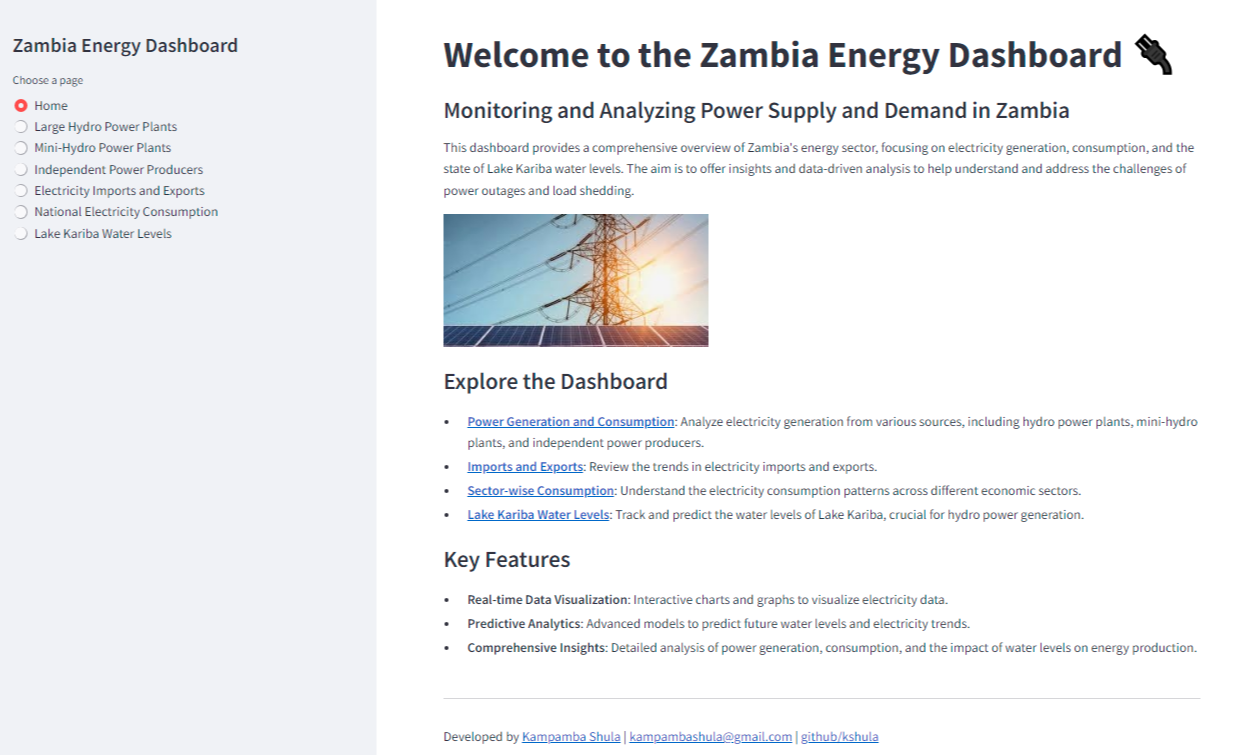 Zambia Energy Dashboard
Choose a page
Home
Large Hydro Power Plants
Mini-Hydro Power Plants
Independent Power Producers
Electricity Imports and Exports
National Electricity Consumption
Lake Kariba Water Levels
Welcome to the Zambia Energy Dashboard
Monitoring and Analyzing Power Supply and Demand in Zambia
This dashboard provides a comprehensive overview of Zambia's energy sector, focusing on electricity generation, consumption, and the
state of Lake Kariba water levels. The aim is to offer insights and data-driven analysis to help understand and address the challenges of
power outages and load shedding.
Explore the Dashboard
• Power Generation and Consumption: Analyze electricity generation from various sources, including hydro power plants, mini-hydro
plants, and independent power producers.
• Imports and Exports: Review the trends in electricity imports and exports.
• Sector-wise Consumption: Understand the electricity consumption patterns across different economic sectors.
• Lake Kariba Water Levels: Track and predict the water levels of Lake Kariba, crucial for hydro power generation.
Key Features
• Real-time Data Visualization: Interactive charts and graphs to visualize electricity data.
• Predictive Analytics: Advanced models to predict future water levels and electricity trends.
• Comprehensive Insights: Detailed analysis of power generation, consumption, and the impact of water levels on energy production.
Developed by Kampamba Shula | kampambashula@gmail.com | github/kshula